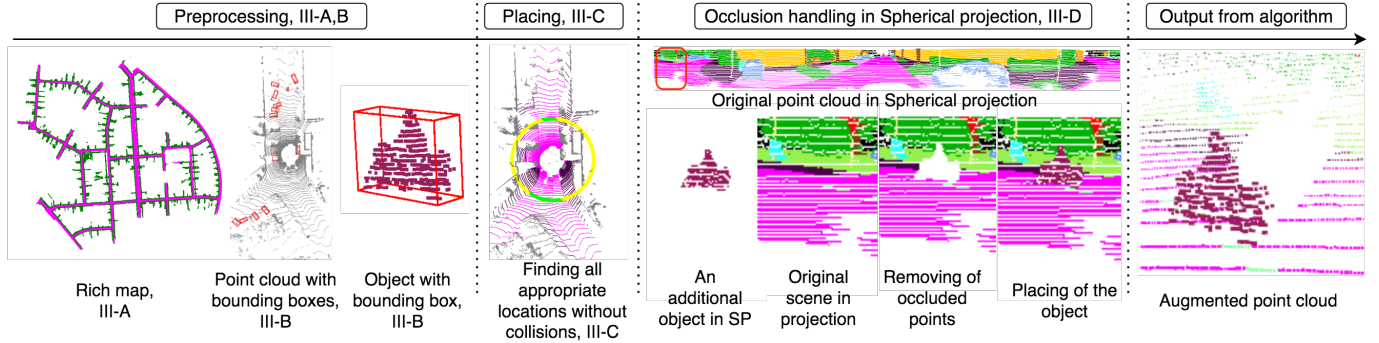 Preprocessing, III-A,B
Placing, III-C
Occlusion handling in Spherical projection, III-D
Output from algorithm
Original point cloud in Spherical projection
Rich map,
III-A
Point cloud with
bounding boxes,
III-B
Object with
bounding box,
III-B
Finding all
appropriate
locations without
collisions, III-C
An
additional
object in SP
Original
scene in
projection
Removing of
occluded
points
Placing of the
object
Augmented point cloud